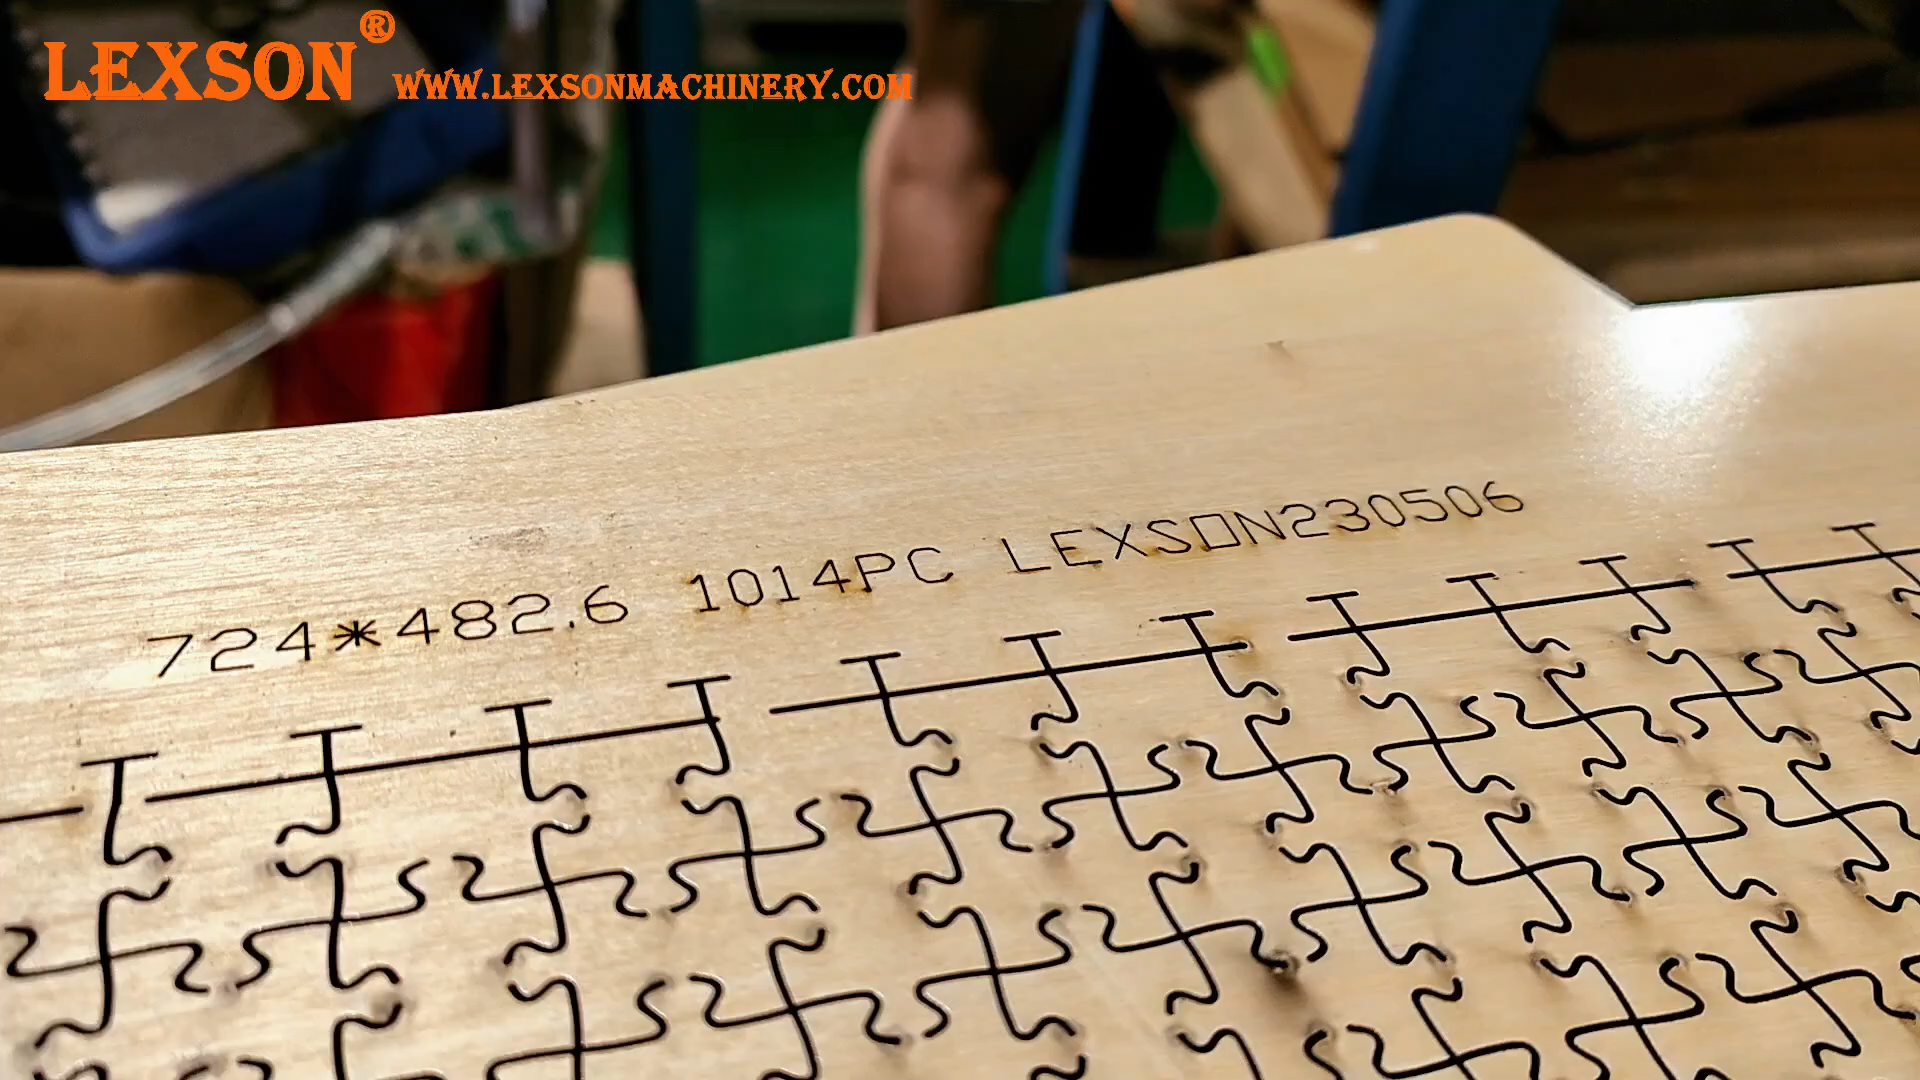 LEXSON® WWW.LEXSONMACHINERY.COM
724*482.6 1014PC LEXSON230506